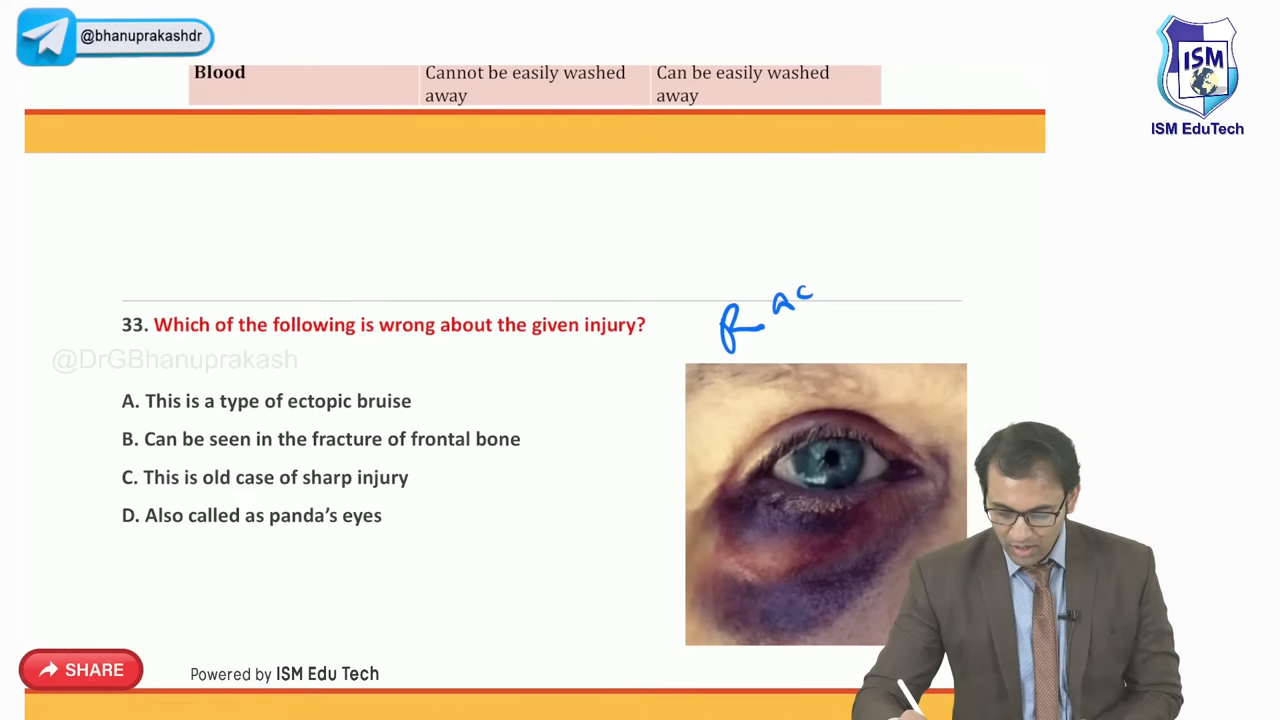 @bhanuprakashdr
ISM
ISM EduTech
Blood Cannot be easily washed away Can be easily washed away
33. Which of the following is wrong about the given injury?
Rac
@DrGBhanuprakash
A. This is a type of ectopic bruise
B. Can be seen in the fracture of frontal bone
C. This is old case of sharp injury
D. Also called as panda's eyes
SHARE
Powered by ISM Edu Tech